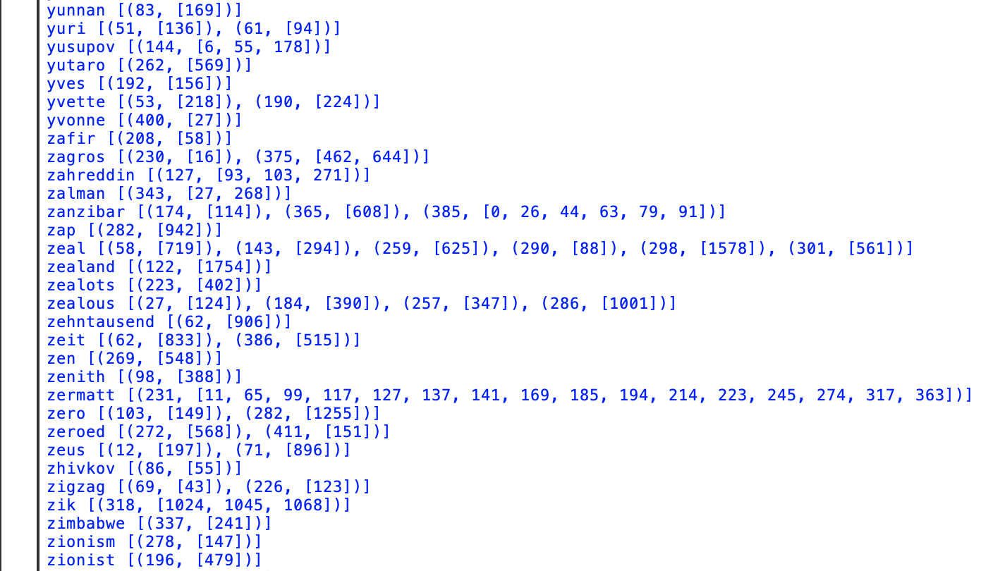 yunnan [(83, [169])]
yuri [(51, [136]), (61, [94])]
yusupov [(144, [6, 55, 178])]
yutaro [(262, [569])]
yves [(192, [156])]
yvette [(53, [218]), (190, [224])]
yvonne [(400, [27])]
zafir [(208, [58])]
zagros [(230, [16]), (375, [462, 644])]
zahreddin [(127, [93, 103, 271])]
zalman [(343, [27, 268])]
zanzibar [(174, [114]), (365, [608]), (385, [0, 26, 44, 63, 79, 91])]
zap [(282, [942])]
zeal [(58, [719]), (143, [294]), (259, [625]), (290, [88]), (298, [1578]), (301, [561])]
zealand [(122, [1754])]
zealots [(223, [402])]
zealous [(27, [124]), (184, [390]), (257, [347]), (286, [1001])]
zehntausend [(62, [906])]
zeit [(62, [833]), (386, [515])]
zen [(269, [548])]
zenith [(98, [388])]
zermatt [(231, [11, 65, 99, 117, 127, 137, 141, 169, 185, 194, 214, 223, 245, 274, 317, 363])]
zero [(103, [149]), (282, [1255])]
zeroed [(272, [568]), (411, [151])]
zeus [(12, [197]), (71, [896])]
zhivkov [(86, [55])]
zigzag [(69, [43]), (226, [123])]
zik [(318, [1024, 1045, 1068])]
zimbabwe [(337, [241])]
zionism [(278, [147])]
zionist [(196, [479])]